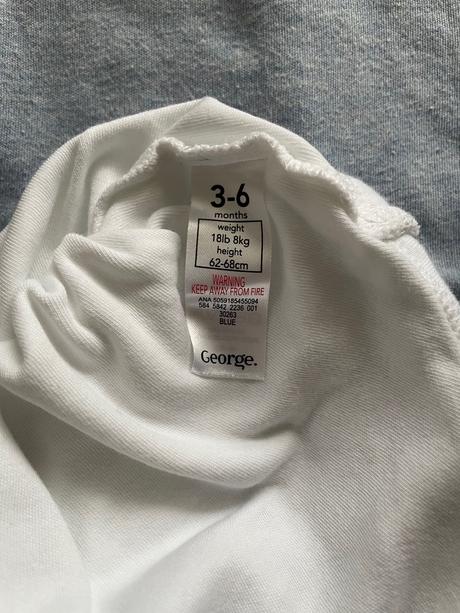 3-6
months
weight
18lb 8kg
height
62-68cm
WARNING
KEEP AWAY FROM FIRE
ANA 5059185455094
584 5842 2236 001
30263
BLUE
George.